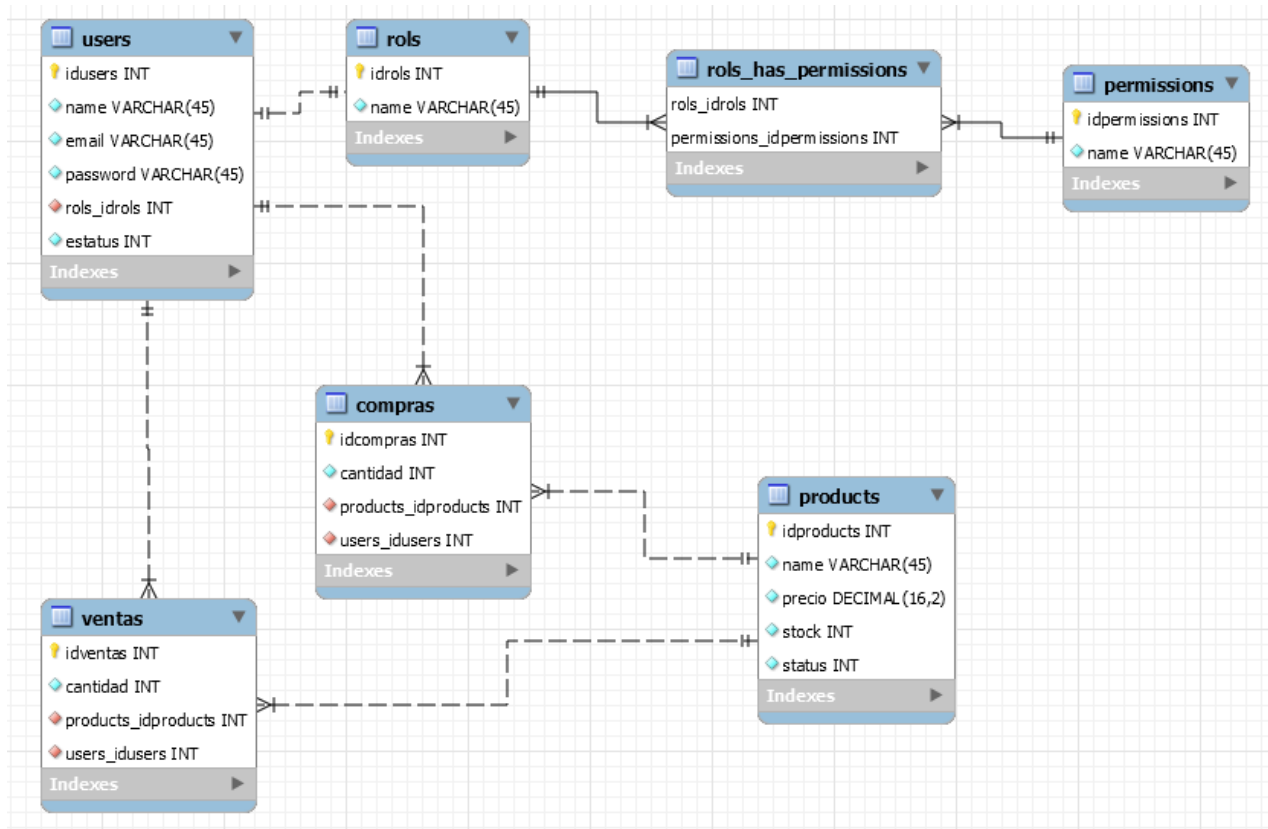 users
idusers INT
name VARCHAR(45)
email VARCHAR(45)
password VARCHAR(45)
rols_idrols INT
estatus INT
Indexes
rols
idrols INT
name VARCHAR(45)
Indexes
rols_has_permissions
rols_idrols INT
permissions_idpermissions INT
Indexes
permissions
idpermissions INT
name VARCHAR(45)
Indexes
compras
idcompras INT
cantidad INT
products_idproducts INT
users_idusers INT
Indexes
products
idproducts INT
name VARCHAR(45)
precio DECIMAL(16,2)
stock INT
status INT
Indexes
ventas
idventas INT
cantidad INT
products_idproducts INT
users_idusers INT
Indexes